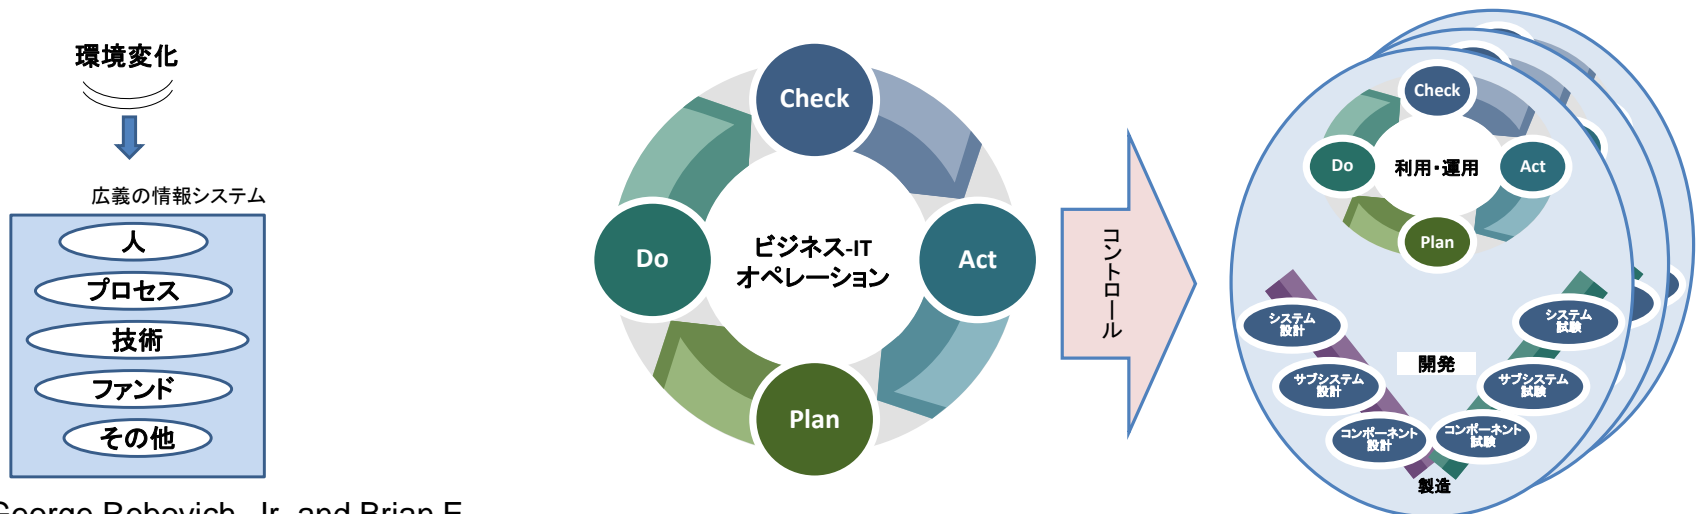 環境変化
広義の情報システム
人
プロセス
技術
ファンド
その他
George Rebovich, Jr. and Brian E.
Check
Do
ビジネス-IT
オペレーション
Act
Plan
コントロール
Check
Do
利用・運用
Act
Plan
システム
設計
システム
試験
開発
サブシステム
設計
サブシステム
試験
コンポーネント
設計
コンポーネント
試験
製造